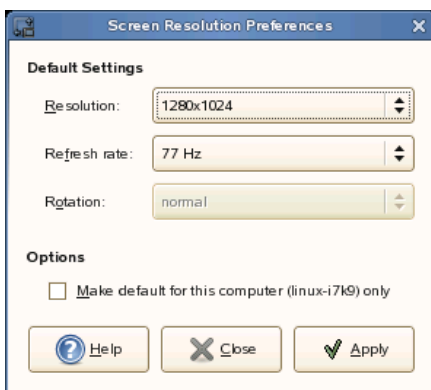 Screen Resolution Preferences
Default Settings
Resolution: 1280x1024
Refresh rate: 77 Hz
Rotation: normal
Options
Make default for this computer (linux-i7k9) only
Help Close Apply